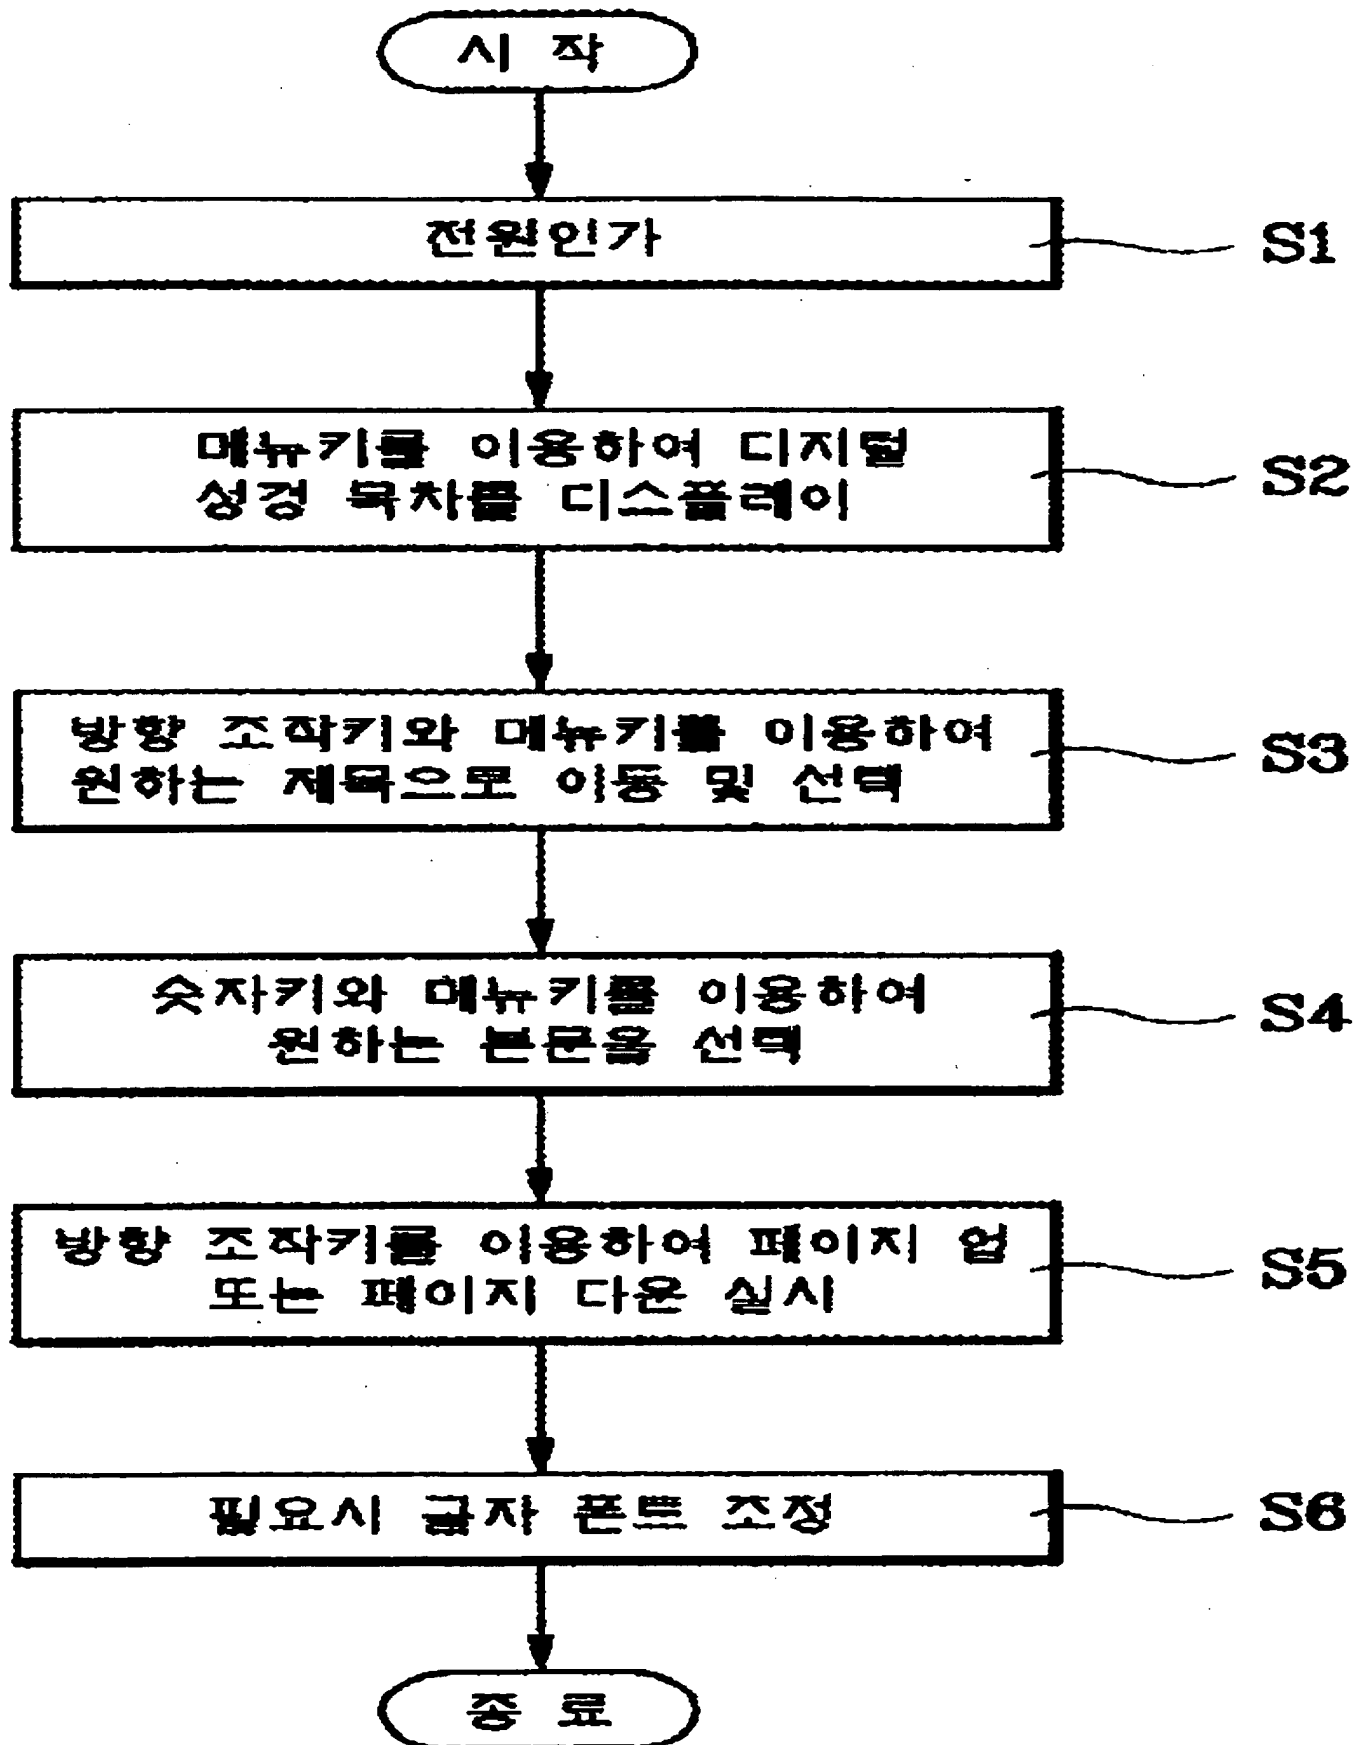 시 작
전원인가
S1
메뉴키를 이용하여 디지털
성경 목차를 디스플레이
S2
방향 조작키와 메뉴키를 이용하여
원하는 제목으로 이동 및 선택
S3
숫자키와 메뉴키를 이용하여
원하는 본문을 선택
S4
방향 조작키를 이용하여 페이지 업
또는 페이지 다운 실시
S5
필요시 글자 폰트 조정
S6
종 료